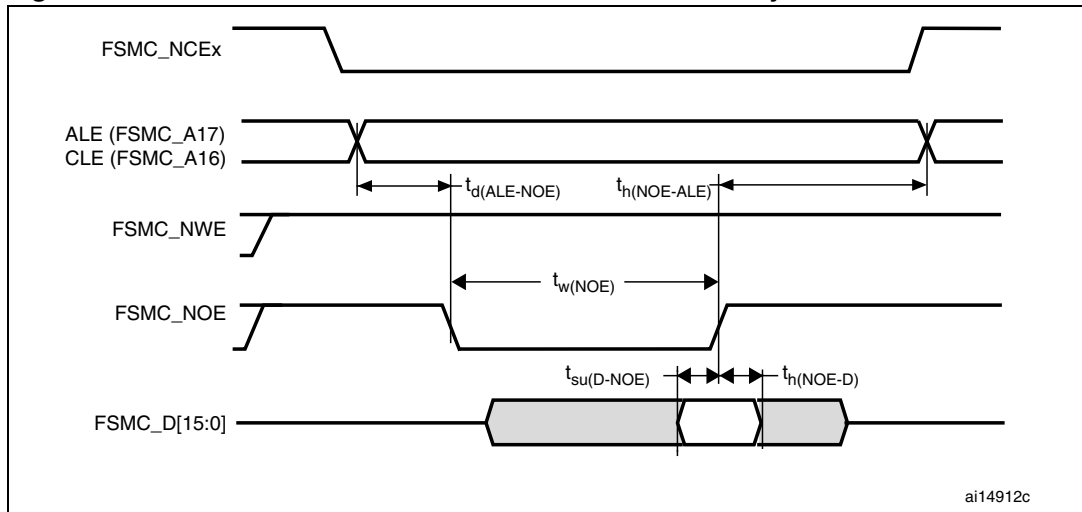 FSMC_NCEx
ALE (FSMC_A17)
CLE (FSMC_A16)
td(ALE-NOE)
th(NOE-ALE)
FSMC_NWE
tw(NOE)
FSMC_NOE
tsu(D-NOE)
th(NOE-D)
FSMC_D[15:0]
ai14912c